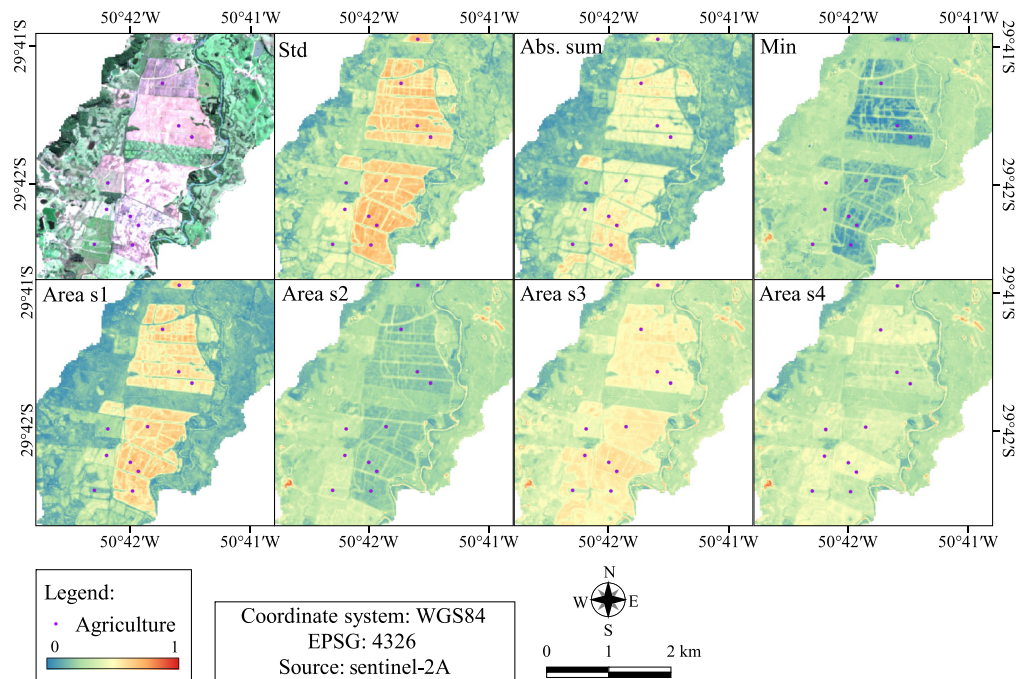 50°42'W 50°41'W 50°42'W 50°41'W 50°42'W 50°41'W 50°42'W 50°41'W
29°41'S
29°42'S
Std
Abs. sum
Min
29°41'S
29°42'S
29°41'S
29°42'S
Area s1
Area s2
Area s3
Area s4
29°41'S
29°42'S
50°42'W 50°41'W 50°42'W 50°41'W 50°42'W 50°41'W 50°42'W 50°41'W
Legend:
Agriculture
0 1
Coordinate system: WGS84
EPSG: 4326
Source: sentinel-2A
N
W E
S
0 1 2 km